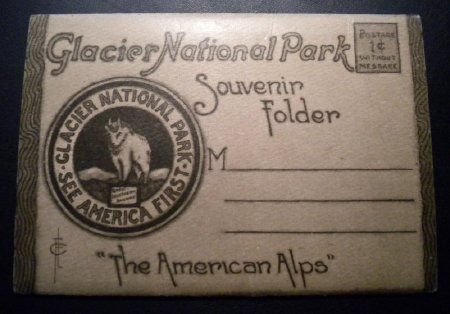 Glacier National Park
POSTAGE
1¢
WITHOUT
MESSAGE
Souvenir
Folder
GLACIER NATIONAL PARK
SEE AMERICA FIRST
M
"The American Alps"